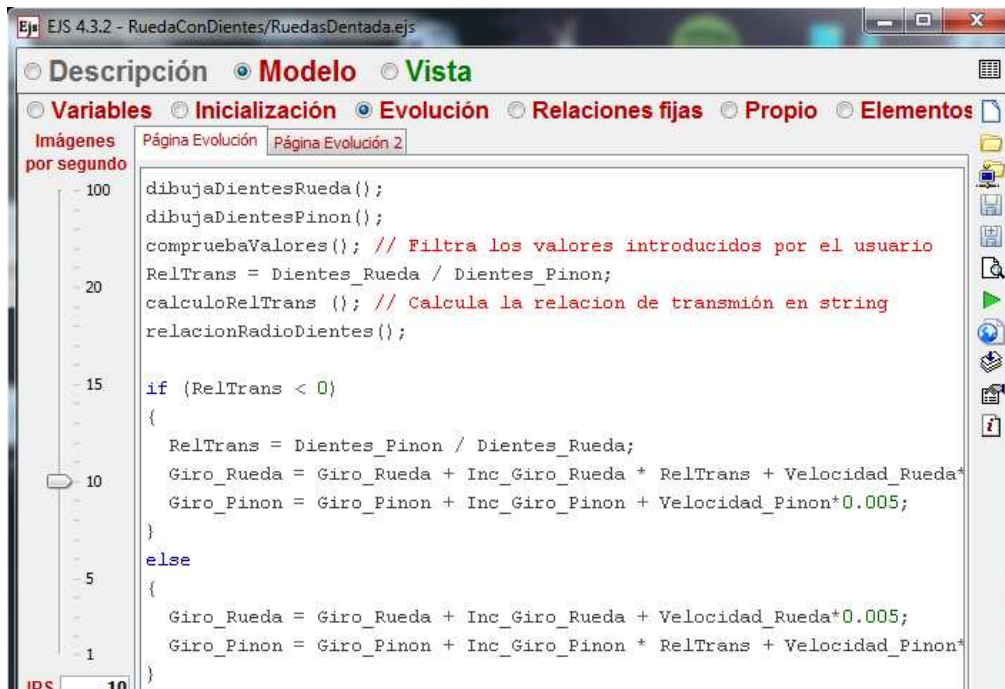 EJS 4.3.2 - RuedaConDientes/RuedasDentada.ejs
Descripción Modelo Vista
Variables Inicialización Evolución Relaciones fijas Propio Elementos
Imágenes por segundo
Página Evolución Página Evolución 2
100
20
15
10
5
1
IPS 10
dibujaDientesRueda();
dibujaDientesPinon();
compruebaValores(); // Filtra los valores introducidos por el usuario
RelTrans = Dientes_Rueda / Dientes_Pinon;
calculoRelTrans (); // Calcula la relacion de transmión en string
relacionRadioDientes();
if (RelTrans < 0)
{
RelTrans = Dientes_Pinon / Dientes_Rueda;
Giro_Rueda = Giro_Rueda + Inc_Giro_Rueda * RelTrans + Velocidad_Rueda*
Giro_Pinon = Giro_Pinon + Inc_Giro_Pinon + Velocidad_Pinon*0.005;
}
else
{
Giro_Rueda = Giro_Rueda + Inc_Giro_Rueda + Velocidad_Rueda*0.005;
Giro_Pinon = Giro_Pinon + Inc_Giro_Pinon * RelTrans + Velocidad_Pinon*
}